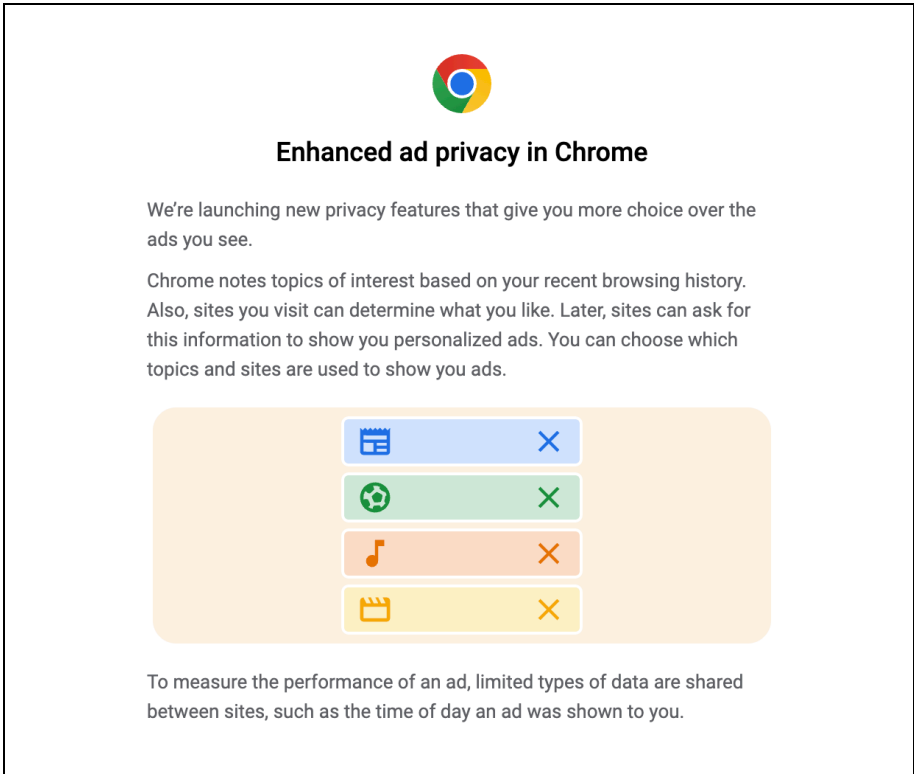 Enhanced ad privacy in Chrome
We’re launching new privacy features that give you more choice over the
ads you see.
Chrome notes topics of interest based on your recent browsing history.
Also, sites you visit can determine what you like. Later, sites can ask for
this information to show you personalized ads. You can choose which
topics and sites are used to show you ads.
To measure the performance of an ad, limited types of data are shared
between sites, such as the time of day an ad was shown to you.